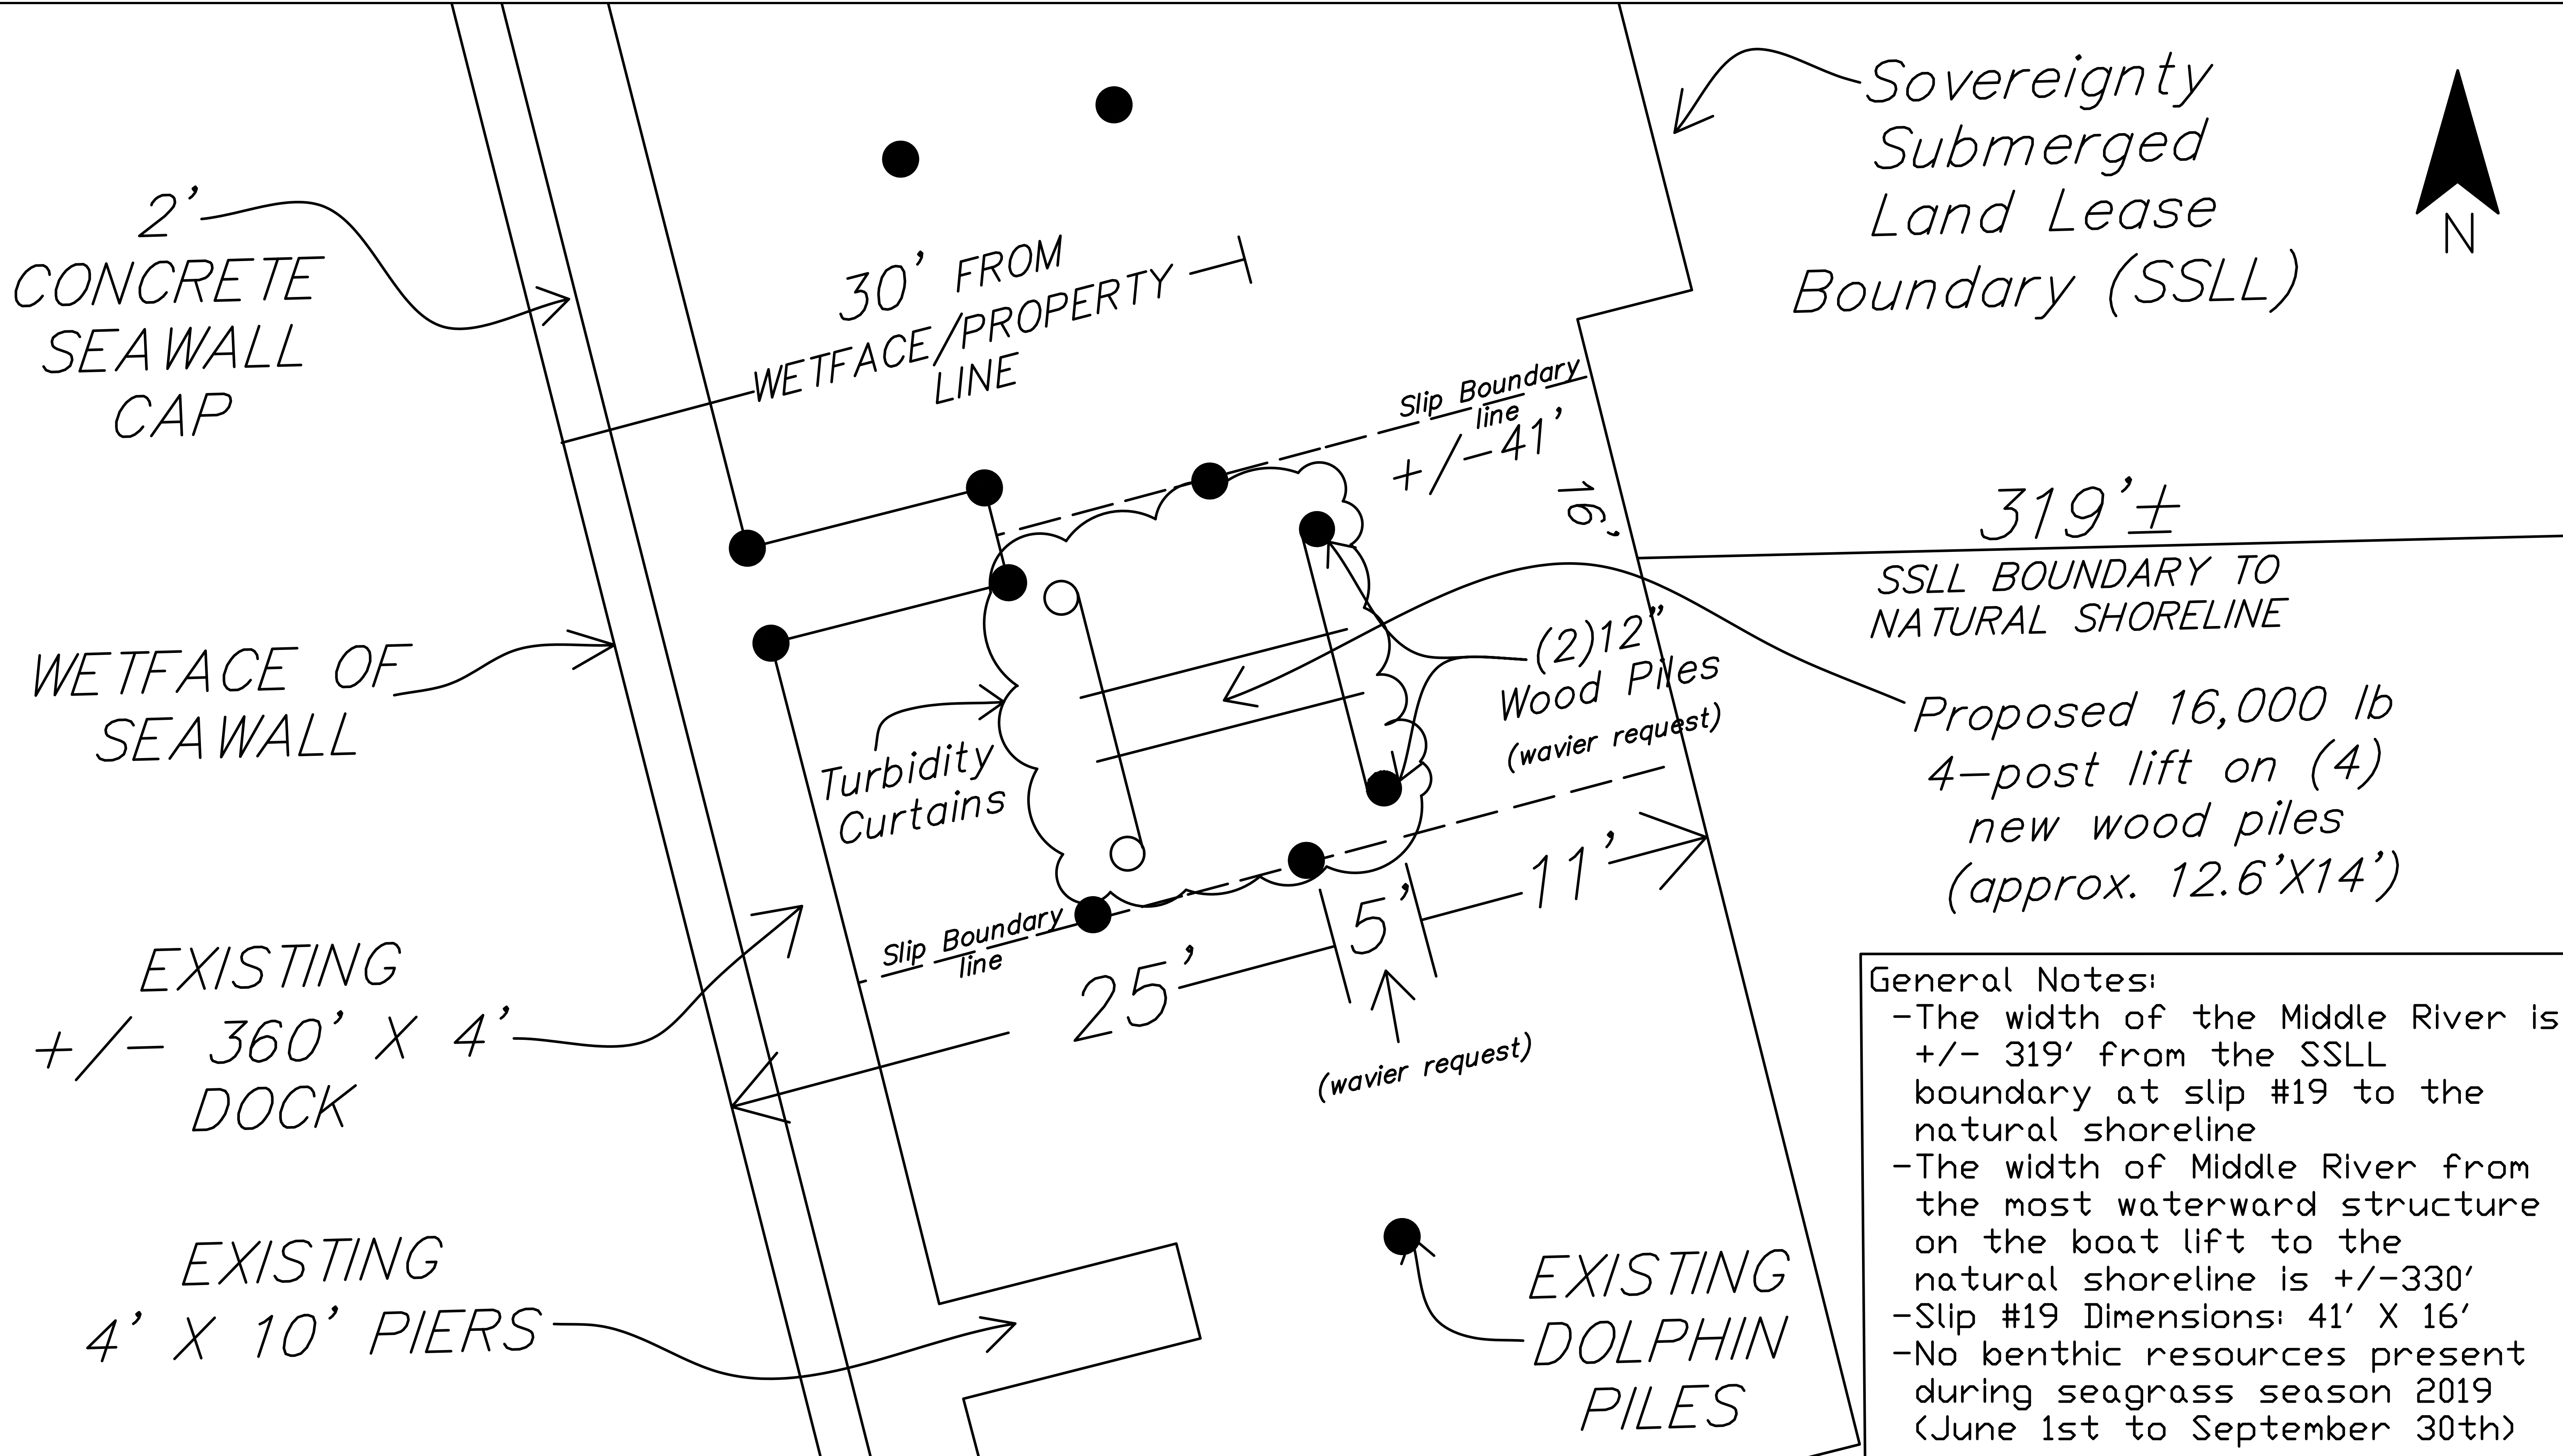 2'
CONCRETE
SEAWALL
CAP
WETFACE OF
SEAWALL
EXISTING
+/- 360' X 4'
DOCK
EXISTING
4' X 10' PIERS
30' FROM
WETFACE/PROPERTY
LINE
Slip Boundary
line
+/-41'
16'
Turbidity
Curtains
(2)12"
Wood Piles
(wavier request)
Slip Boundary
line
25'
5'
11'
(wavier request)
EXISTING
DOLPHIN
PILES
Sovereignty
Submerged
Land Lease
Boundary (SSLL)
N
319'±
SSLL BOUNDARY TO
NATURAL SHORELINE
Proposed 16,000 lb
4-post lift on (4)
new wood piles
(approx. 12.6'X14')
General Notes:
-The width of the Middle River is
+/- 319' from the SSLL
boundary at slip #19 to the
natural shoreline
-The width of Middle River from
the most waterward structure
on the boat lift to the
natural shoreline is +/-330'
-Slip #19 Dimensions: 41' X 16'
-No benthic resources present
during seagrass season 2019
(June 1st to September 30th)